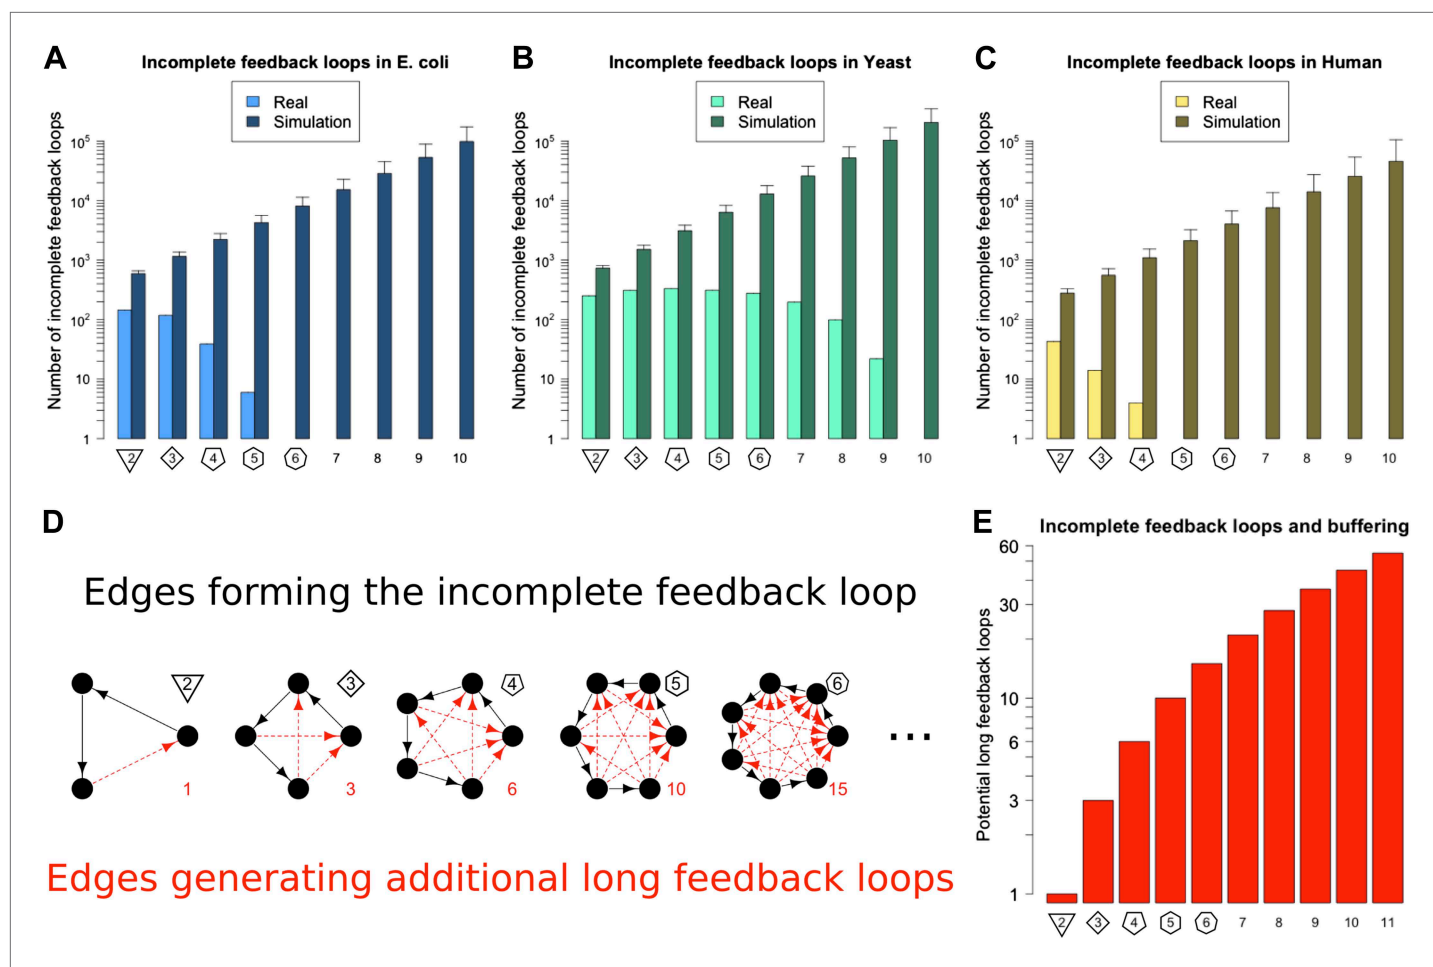 A
Incomplete feedback loops in E. coli
Real
Simulation
Number of incomplete feedback loops
10^5
10^4
10^3
10^2
10
1
2 3 4 5 6 7 8 9 10
B
Incomplete feedback loops in Yeast
Real
Simulation
Number of incomplete feedback loops
10^5
10^4
10^3
10^2
10
1
2 3 4 5 6 7 8 9 10
C
Incomplete feedback loops in Human
Real
Simulation
Number of incomplete feedback loops
10^5
10^4
10^3
10^2
10
1
2 3 4 5 6 7 8 9 10
D
Edges forming the incomplete feedback loop
2 3 4 5 6
...
1 3 6 10 15
Edges generating additional long feedback loops
E
Incomplete feedback loops and buffering
Potential long feedback loops
60
30
10
6
3
1
2 3 4 5 6 7 8 9 10 11